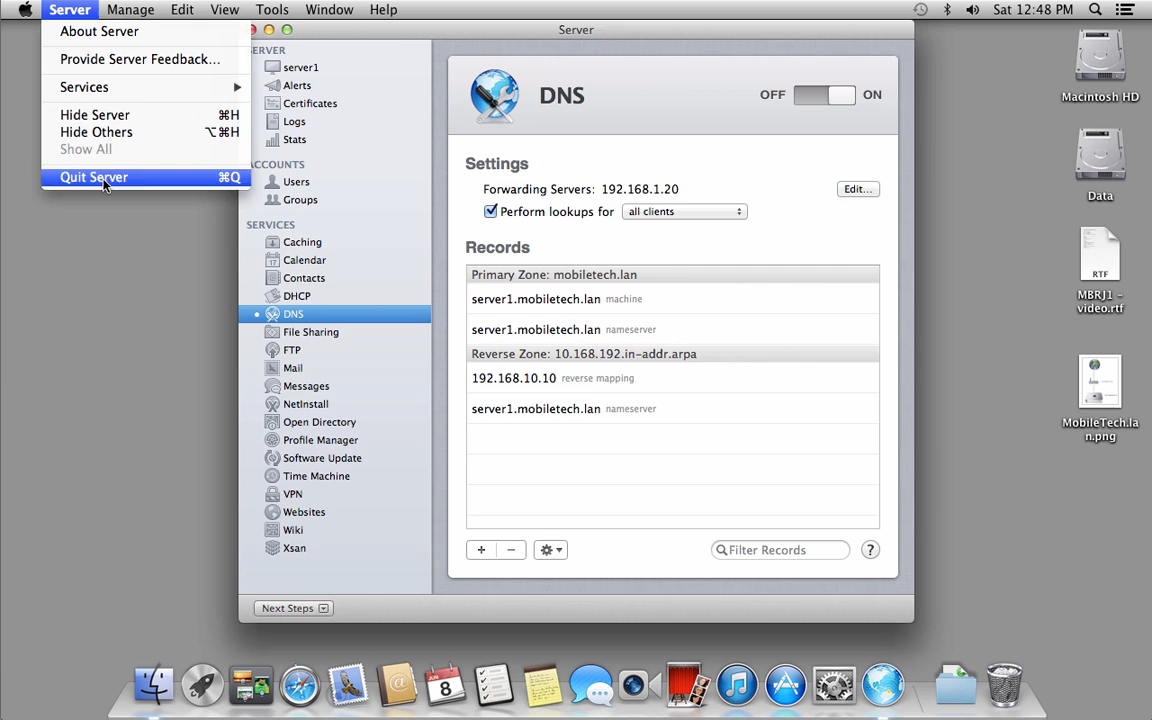 Server Manage Edit View Tools Window Help Sat 12:48 PM
About Server
Provide Server Feedback...
Services
Hide Server ⌘H
Hide Others ⌥⌘H
Show All
Quit Server ⌘Q
Server
SERVER
server1
Alerts
Certificates
Logs
Stats
ACCOUNTS
Users
Groups
SERVICES
Caching
Calendar
Contacts
DHCP
DNS
File Sharing
FTP
Mail
Messages
NetInstall
Open Directory
Profile Manager
Software Update
Time Machine
VPN
Websites
Wiki
Xsan
Next Steps
DNS OFF ON
Settings
Forwarding Servers: 192.168.1.20 Edit...
Perform lookups for all clients
Records
Primary Zone: mobiletech.lan
server1.mobiletech.lan machine
server1.mobiletech.lan nameserver
Reverse Zone: 10.168.192.in-addr.arpa
192.168.10.10 reverse mapping
server1.mobiletech.lan nameserver
+ − Filter Records ?
Macintosh HD
Data
RTF
MBRJ1 –
video.rtf
MobileTech.la
n.png
17
JUN
8